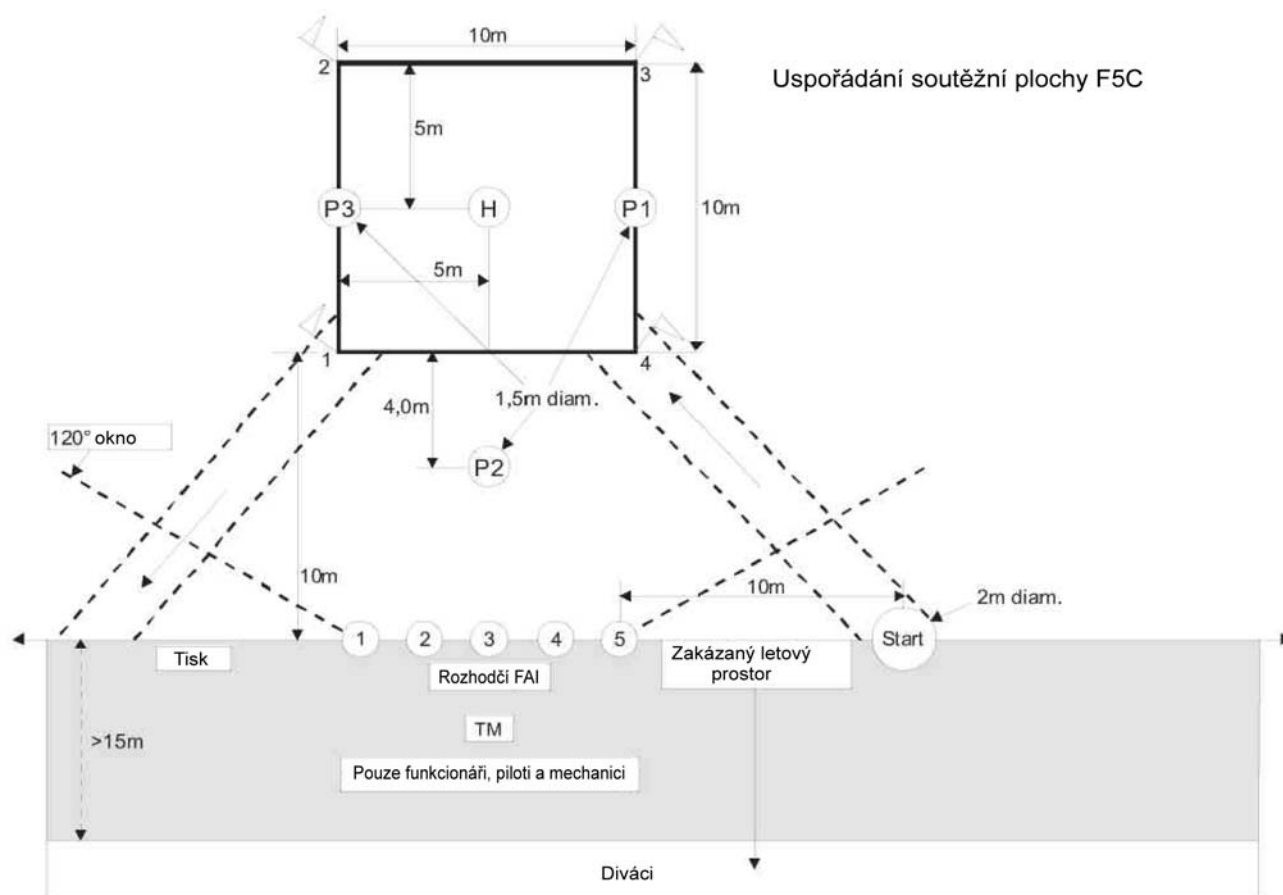 10m
2
3
Uspořádání soutěžní plochy F5C
5m
P3
H
P1
10m
5m
1
4
4,0m
1,5m diam.
120° okno
P2
10m
10m
2m diam.
1
2
3
4
5
Start
Tisk
Rozhodčí FAI
Zakázaný letový
prostor
TM
>15m
Pouze funkcionáři, piloti a mechanici
Diváci